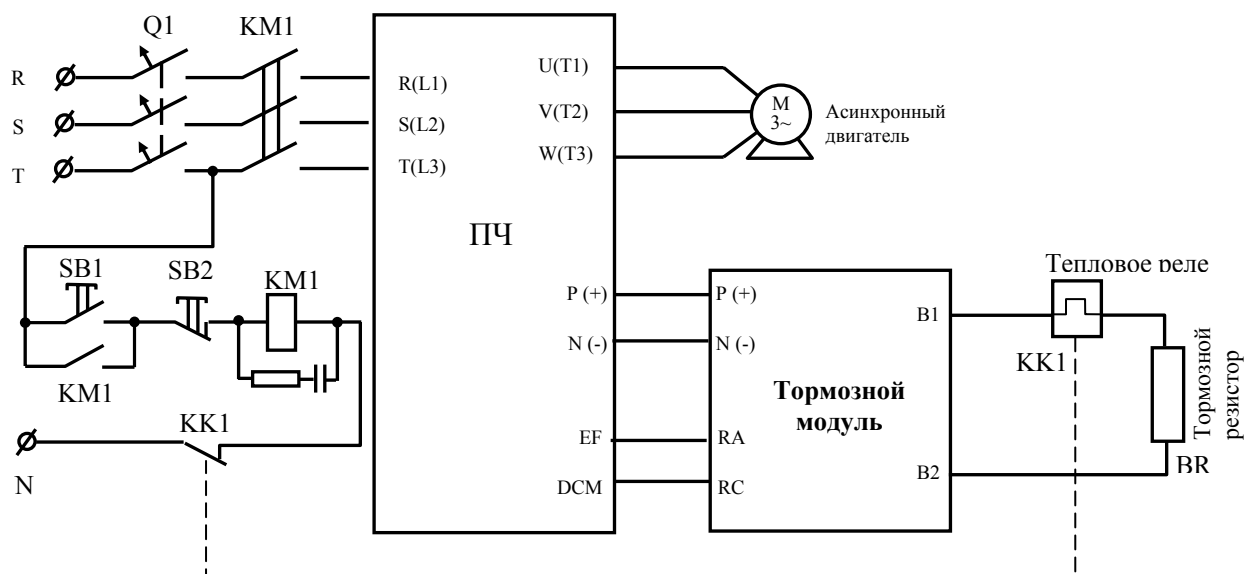 Q1
KM1
R
S
T
R(L1)
S(L2)
T(L3)
U(T1)
V(T2)
W(T3)
M
3~
Асинхронный
двигатель
ПЧ
SB1
SB2
KM1
KM1
KK1
N
P (+)
N (-)
EF
DCM
P (+)
N (-)
RA
RC
Тормозной
модуль
B1
B2
Тепловое реле
KK1
Тормозной
резистор
BR